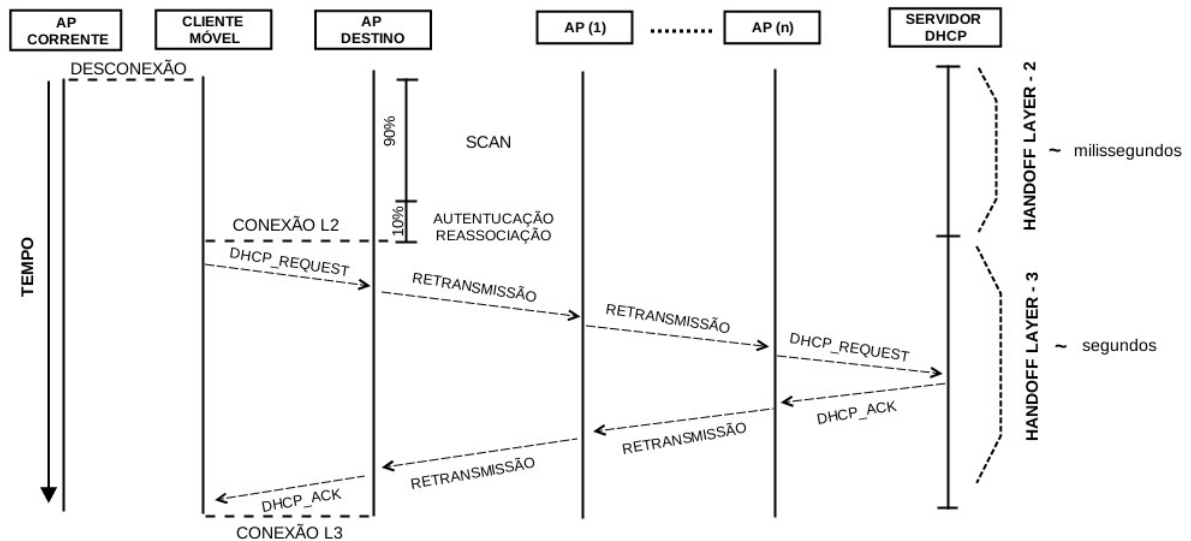 AP
CORRENTE
CLIENTE
MÓVEL
AP
DESTINO
AP (1)
AP (n)
SERVIDOR
DHCP
DESCONEXÃO
90%
SCAN
HANDOFF LAYER - 2
~ milissegundos
10%
AUTENTUCAÇÃO
REASSOCIAÇÃO
CONEXÃO L2
TEMPO
DHCP_REQUEST
RETRANSMISSÃO
RETRANSMISSÃO
DHCP_REQUEST
HANDOFF LAYER - 3
~ segundos
DHCP_ACK
RETRANSMISSÃO
RETRANSMISSÃO
DHCP_ACK
CONEXÃO L3